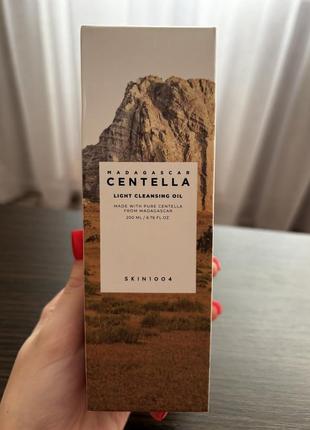 MADAGASCAR
CENTELLA
LIGHT CLEANSING OIL
MADE WITH PURE CENTELLA
FROM MADAGASCAR
200 ML / 6.76 FL.OZ
SKIN1004